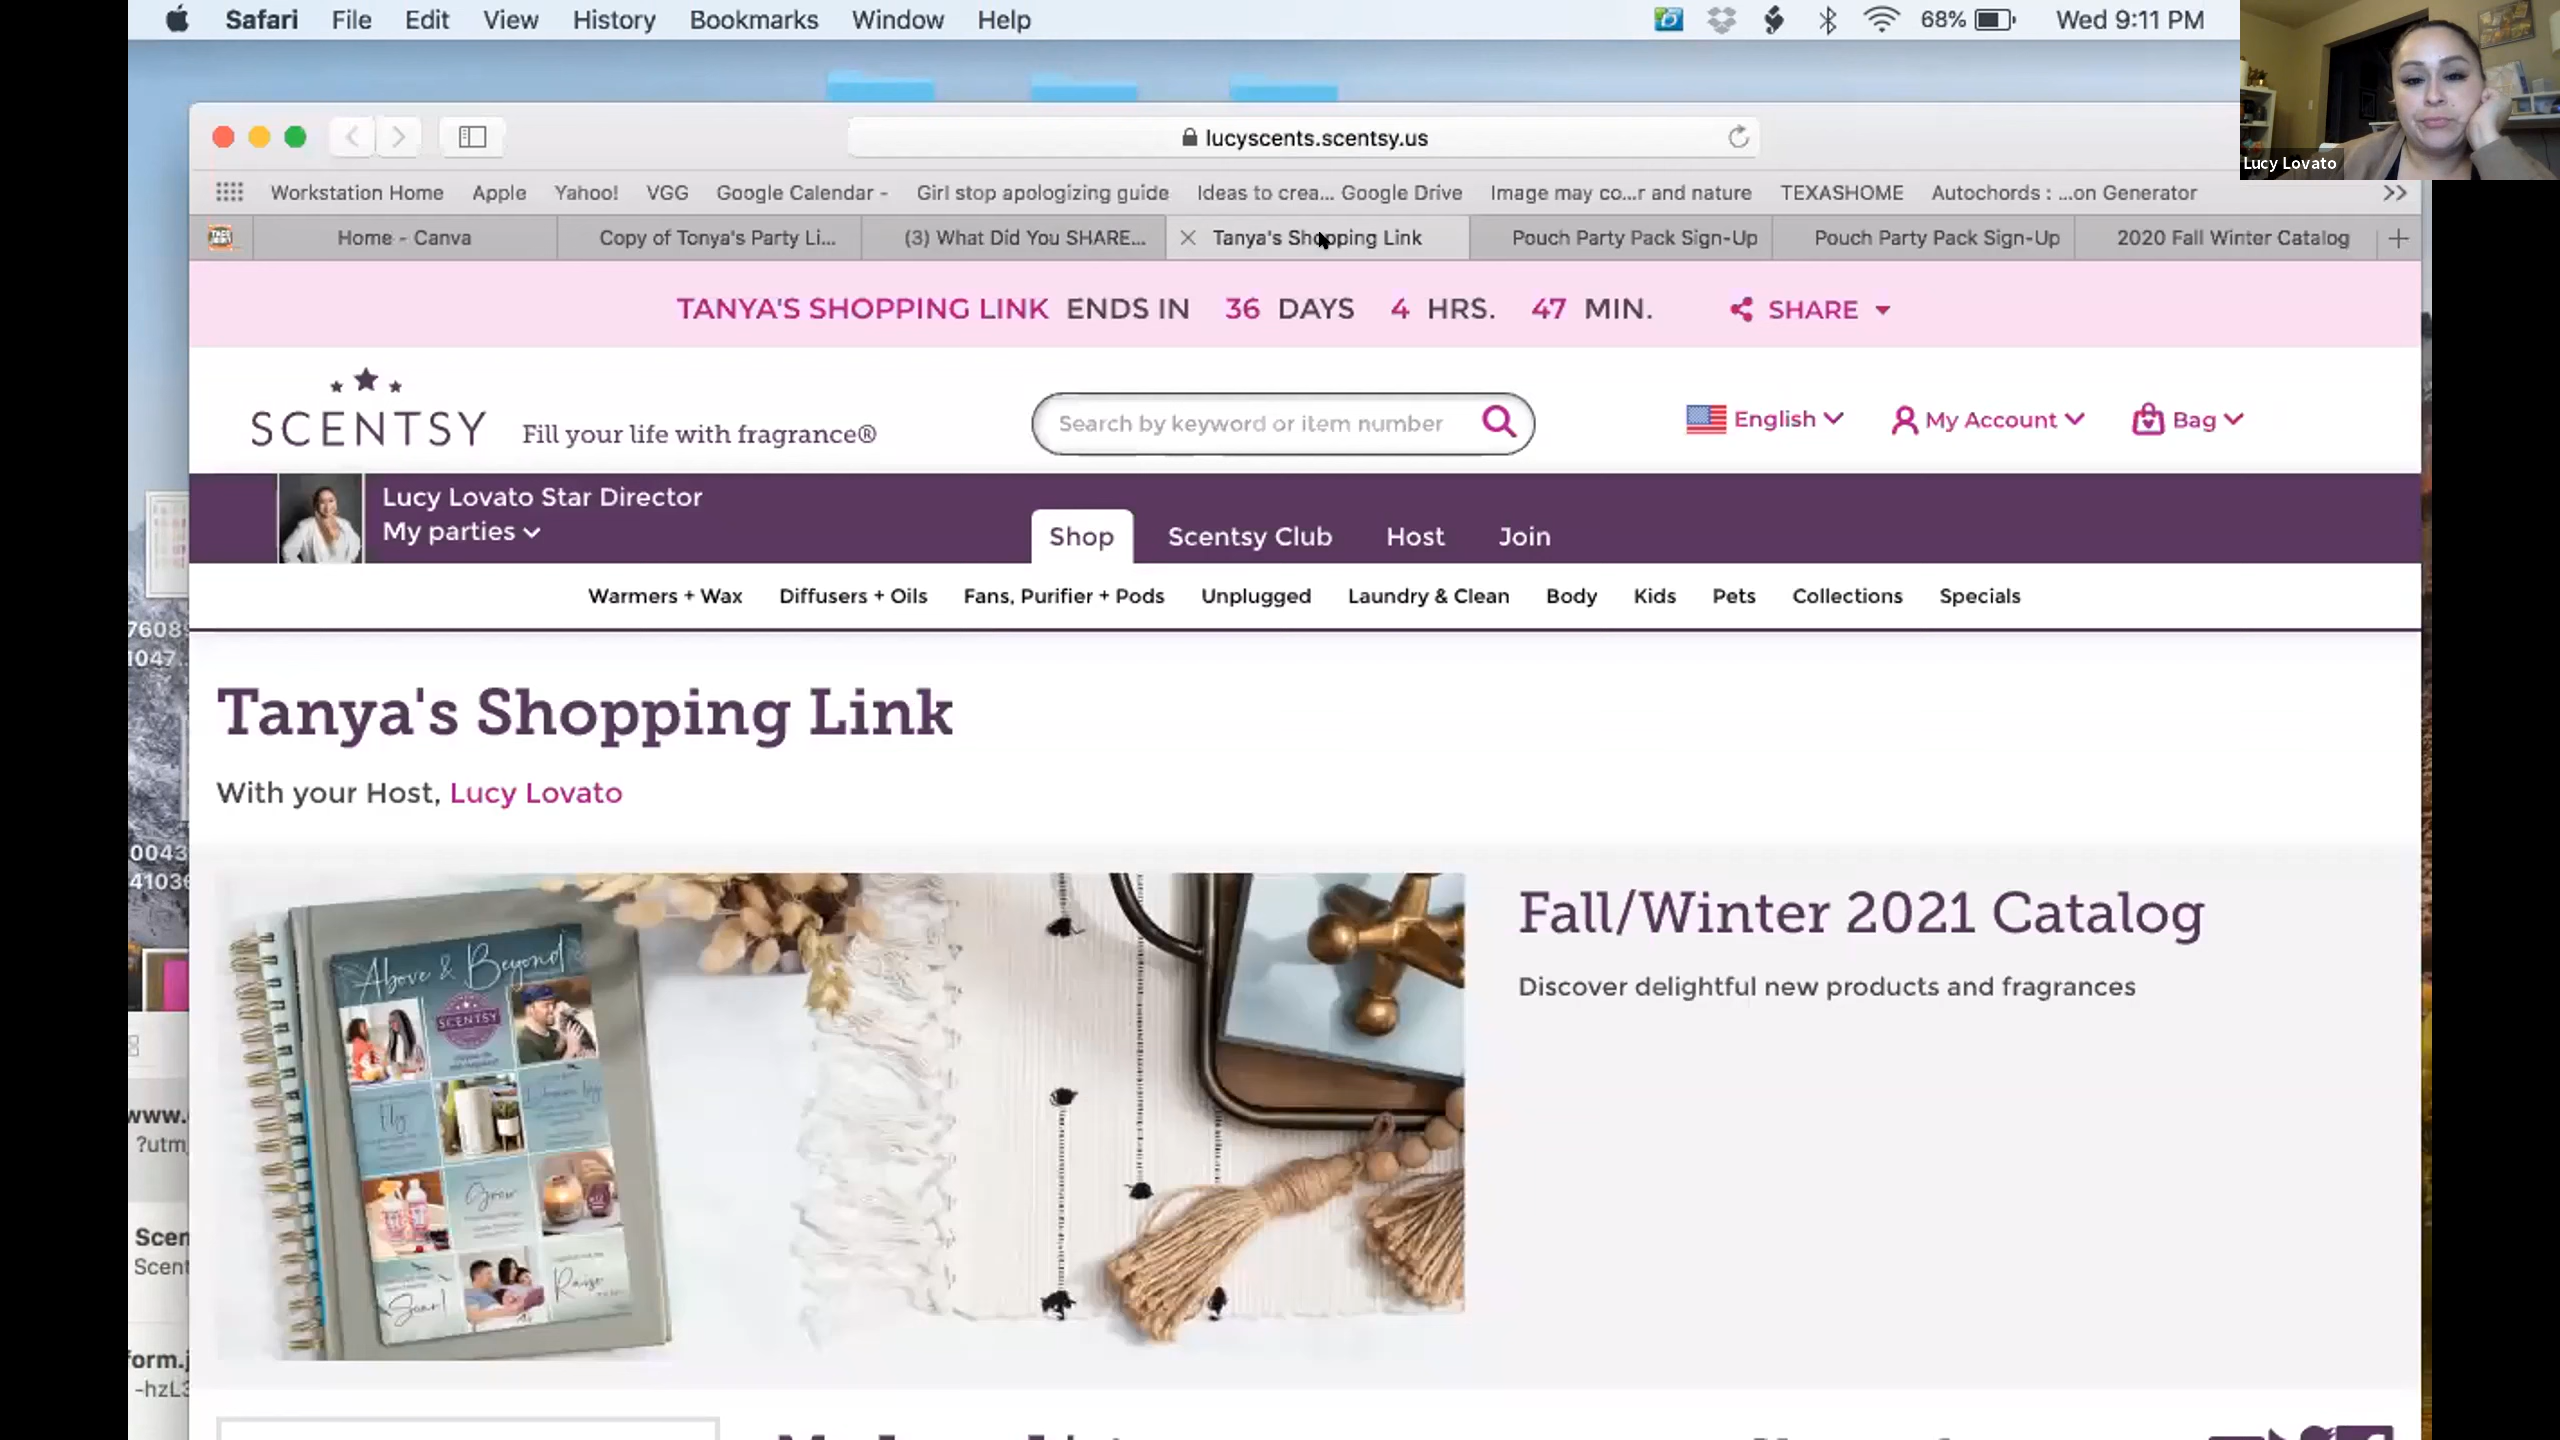 Safari File Edit View History Bookmarks Window Help 68% Wed 9:11 PM
Lucy Lovato
lucyscents.scentsy.us
Workstation Home Apple Yahoo! VGG Google Calendar - Girl stop apologizing guide Ideas to crea... Google Drive Image may co...r and nature TEXASHOME Autochords : ...on Generator >>
Home - Canva Copy of Tonya's Party Li... (3) What Did You SHARE... Tanya's Shopping Link Pouch Party Pack Sign-Up Pouch Party Pack Sign-Up 2020 Fall Winter Catalog +
TANYA'S SHOPPING LINK ENDS IN 36 DAYS 4 HRS. 47 MIN. SHARE
SCENTSY Fill your life with fragrance® Search by keyword or item number English My Account Bag
Lucy Lovato Star Director
My parties
Shop Scentsy Club Host Join
Warmers + Wax Diffusers + Oils Fans, Purifier + Pods Unplugged Laundry & Clean Body Kids Pets Collections Specials
7608
1047..
Tanya's Shopping Link
With your Host, Lucy Lovato
0043
4103
Fall/Winter 2021 Catalog
Discover delightful new products and fragrances
Above & Beyond
SCENTSY
Fly
Grow
Soar!
Raise
www.
?utm
Scen
Scent
form.j
-hzL3